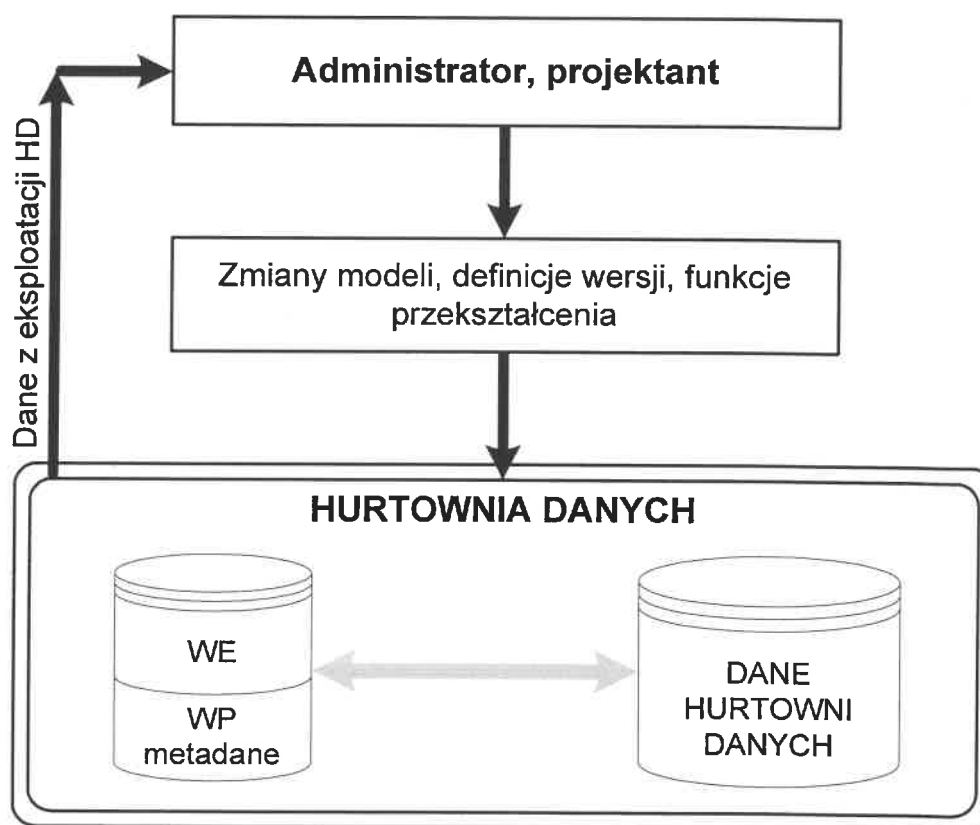 Administrator, projektant
Dane z eksploatacji HD
Zmiany modeli, definicje wersji, funkcje
przekształcenia
HURTOWNIA DANYCH
WE
WP
metadane
DANE
HURTOWNI
DANYCH